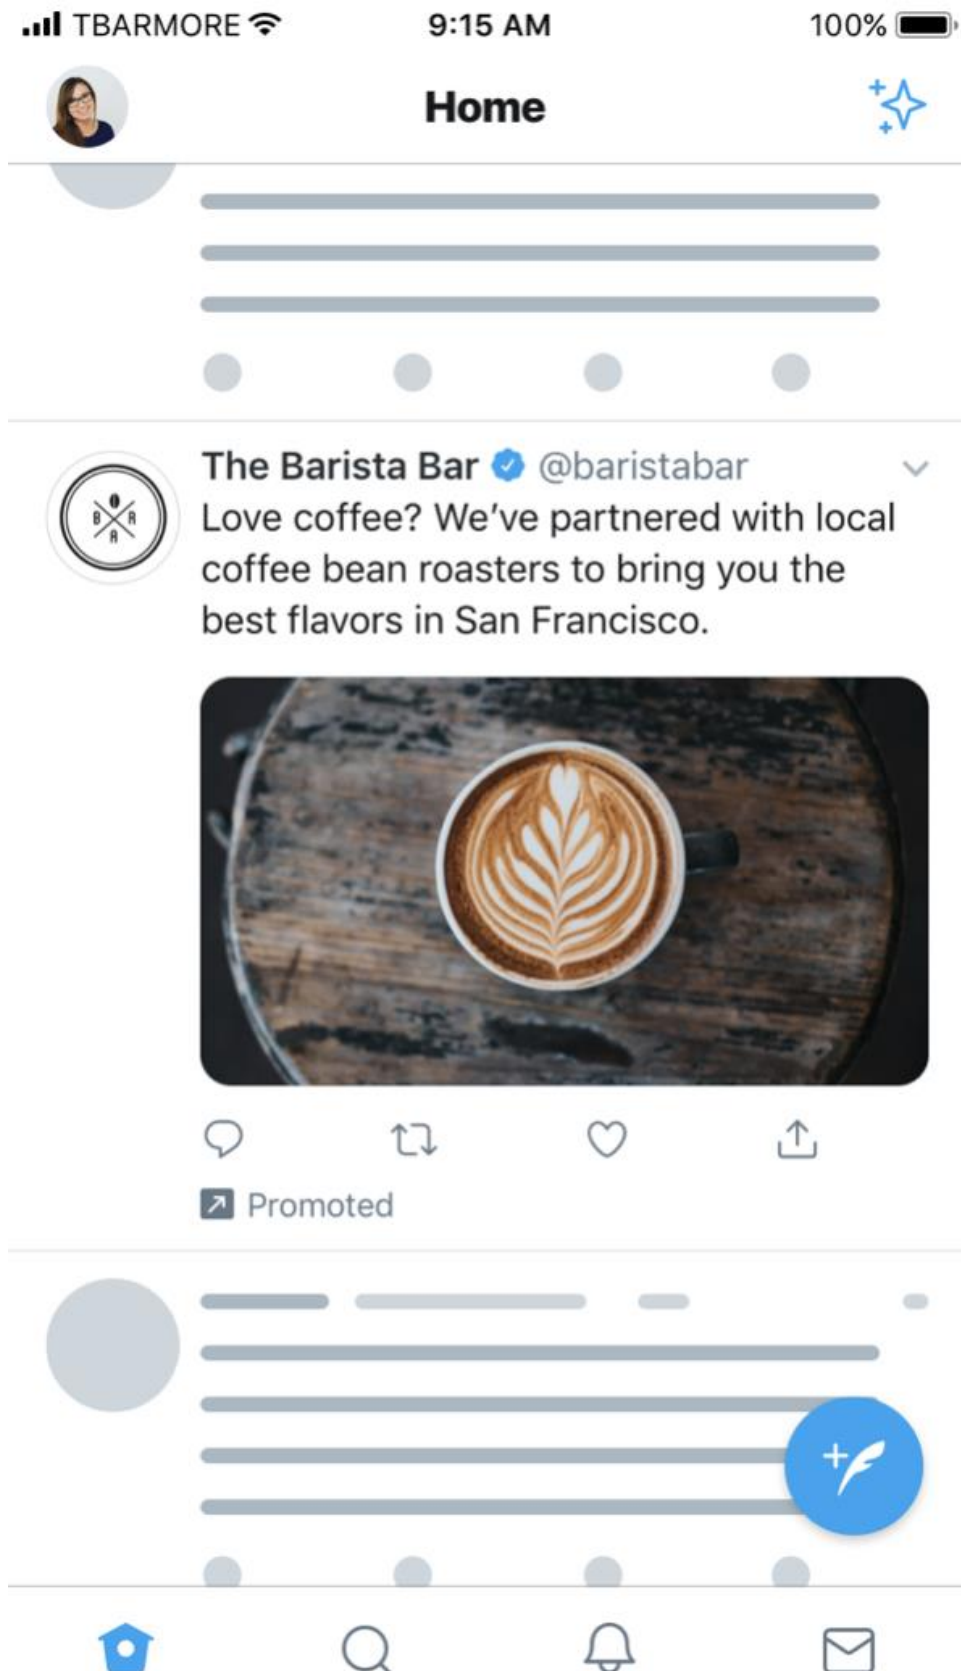 TBARMORE 9:15 AM 100%
Home
The Barista Bar @baristabar
Love coffee? We've partnered with local
coffee bean roasters to bring you the
best flavors in San Francisco.
B R
A
Promoted